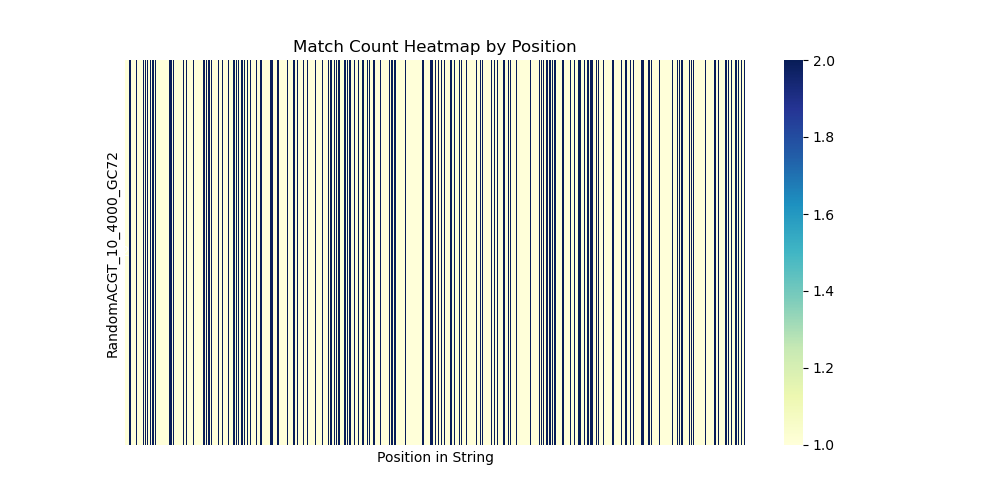 Match Count Heatmap by Position
RandomACGT_10_4000_GC72
Position in String
2.0
1.8
1.6
1.4
1.2
1.0